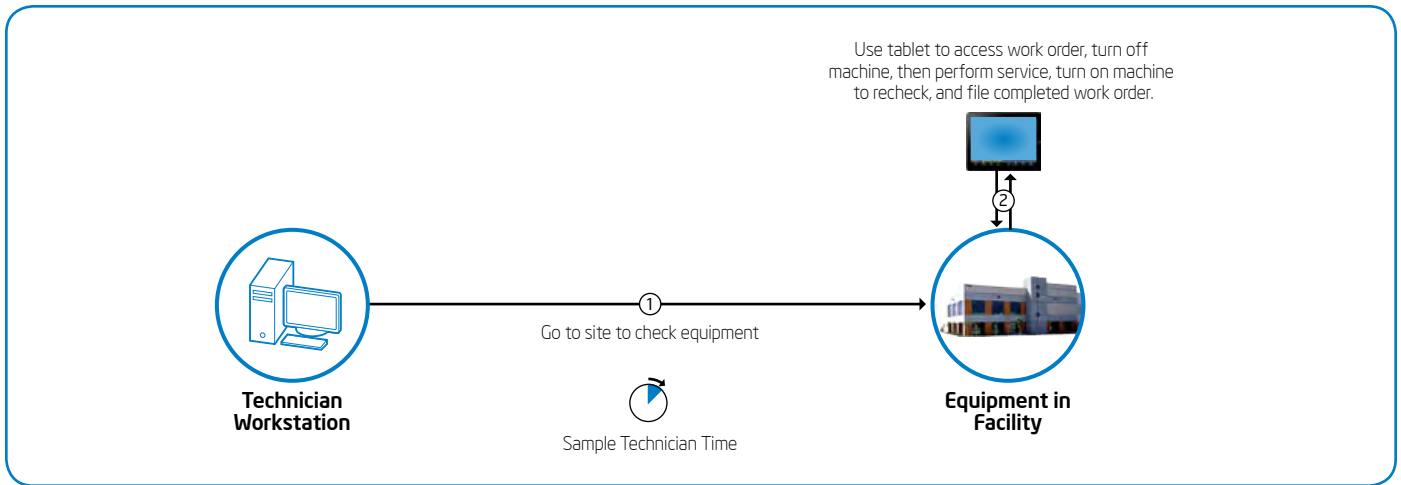 Use tablet to access work order, turn off
machine, then perform service, turn on machine
to recheck, and file completed work order.
2
1
Go to site to check equipment
Technician
Workstation
Sample Technician Time
Equipment in
Facility